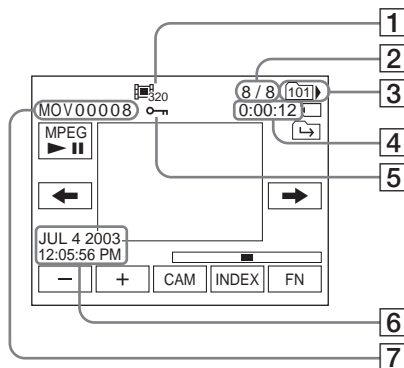 1
2
320
8 / 8
101
3
MOV00008
0:00:12
MPEG
4
5
JUL 4 2003
12:05:56 PM
− + CAM INDEX FN
6
7